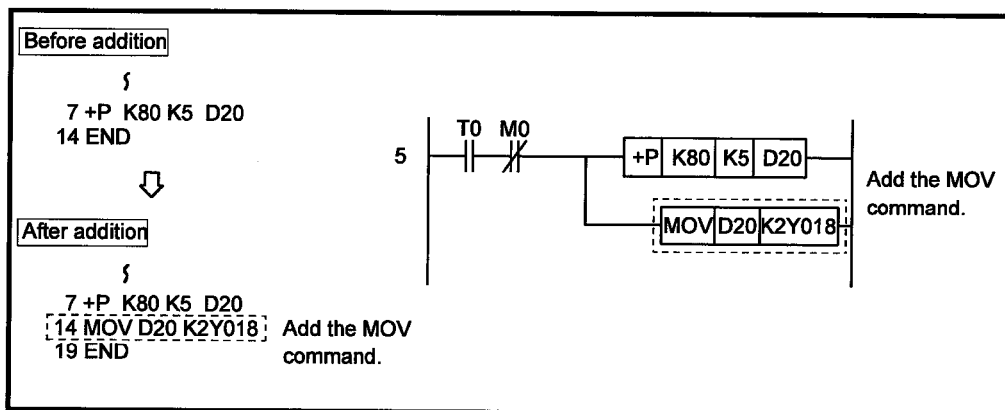 Before addition
7 +P K80 K5 D20
14 END
After addition
7 +P K80 K5 D20
14 MOV D20 K2Y018
19 END
Add the MOV
command.
T0 M0
5
+P K80 K5 D20
MOV D20 K2Y018
Add the MOV
command.